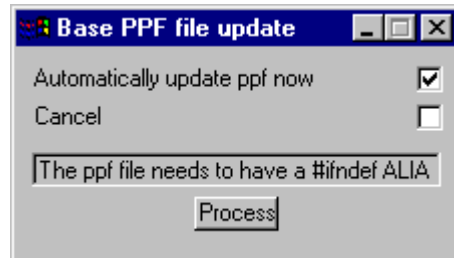 Base PPF file update
Automatically update ppf now
Cancel
The ppf file needs to have a #ifndef ALIA
Process